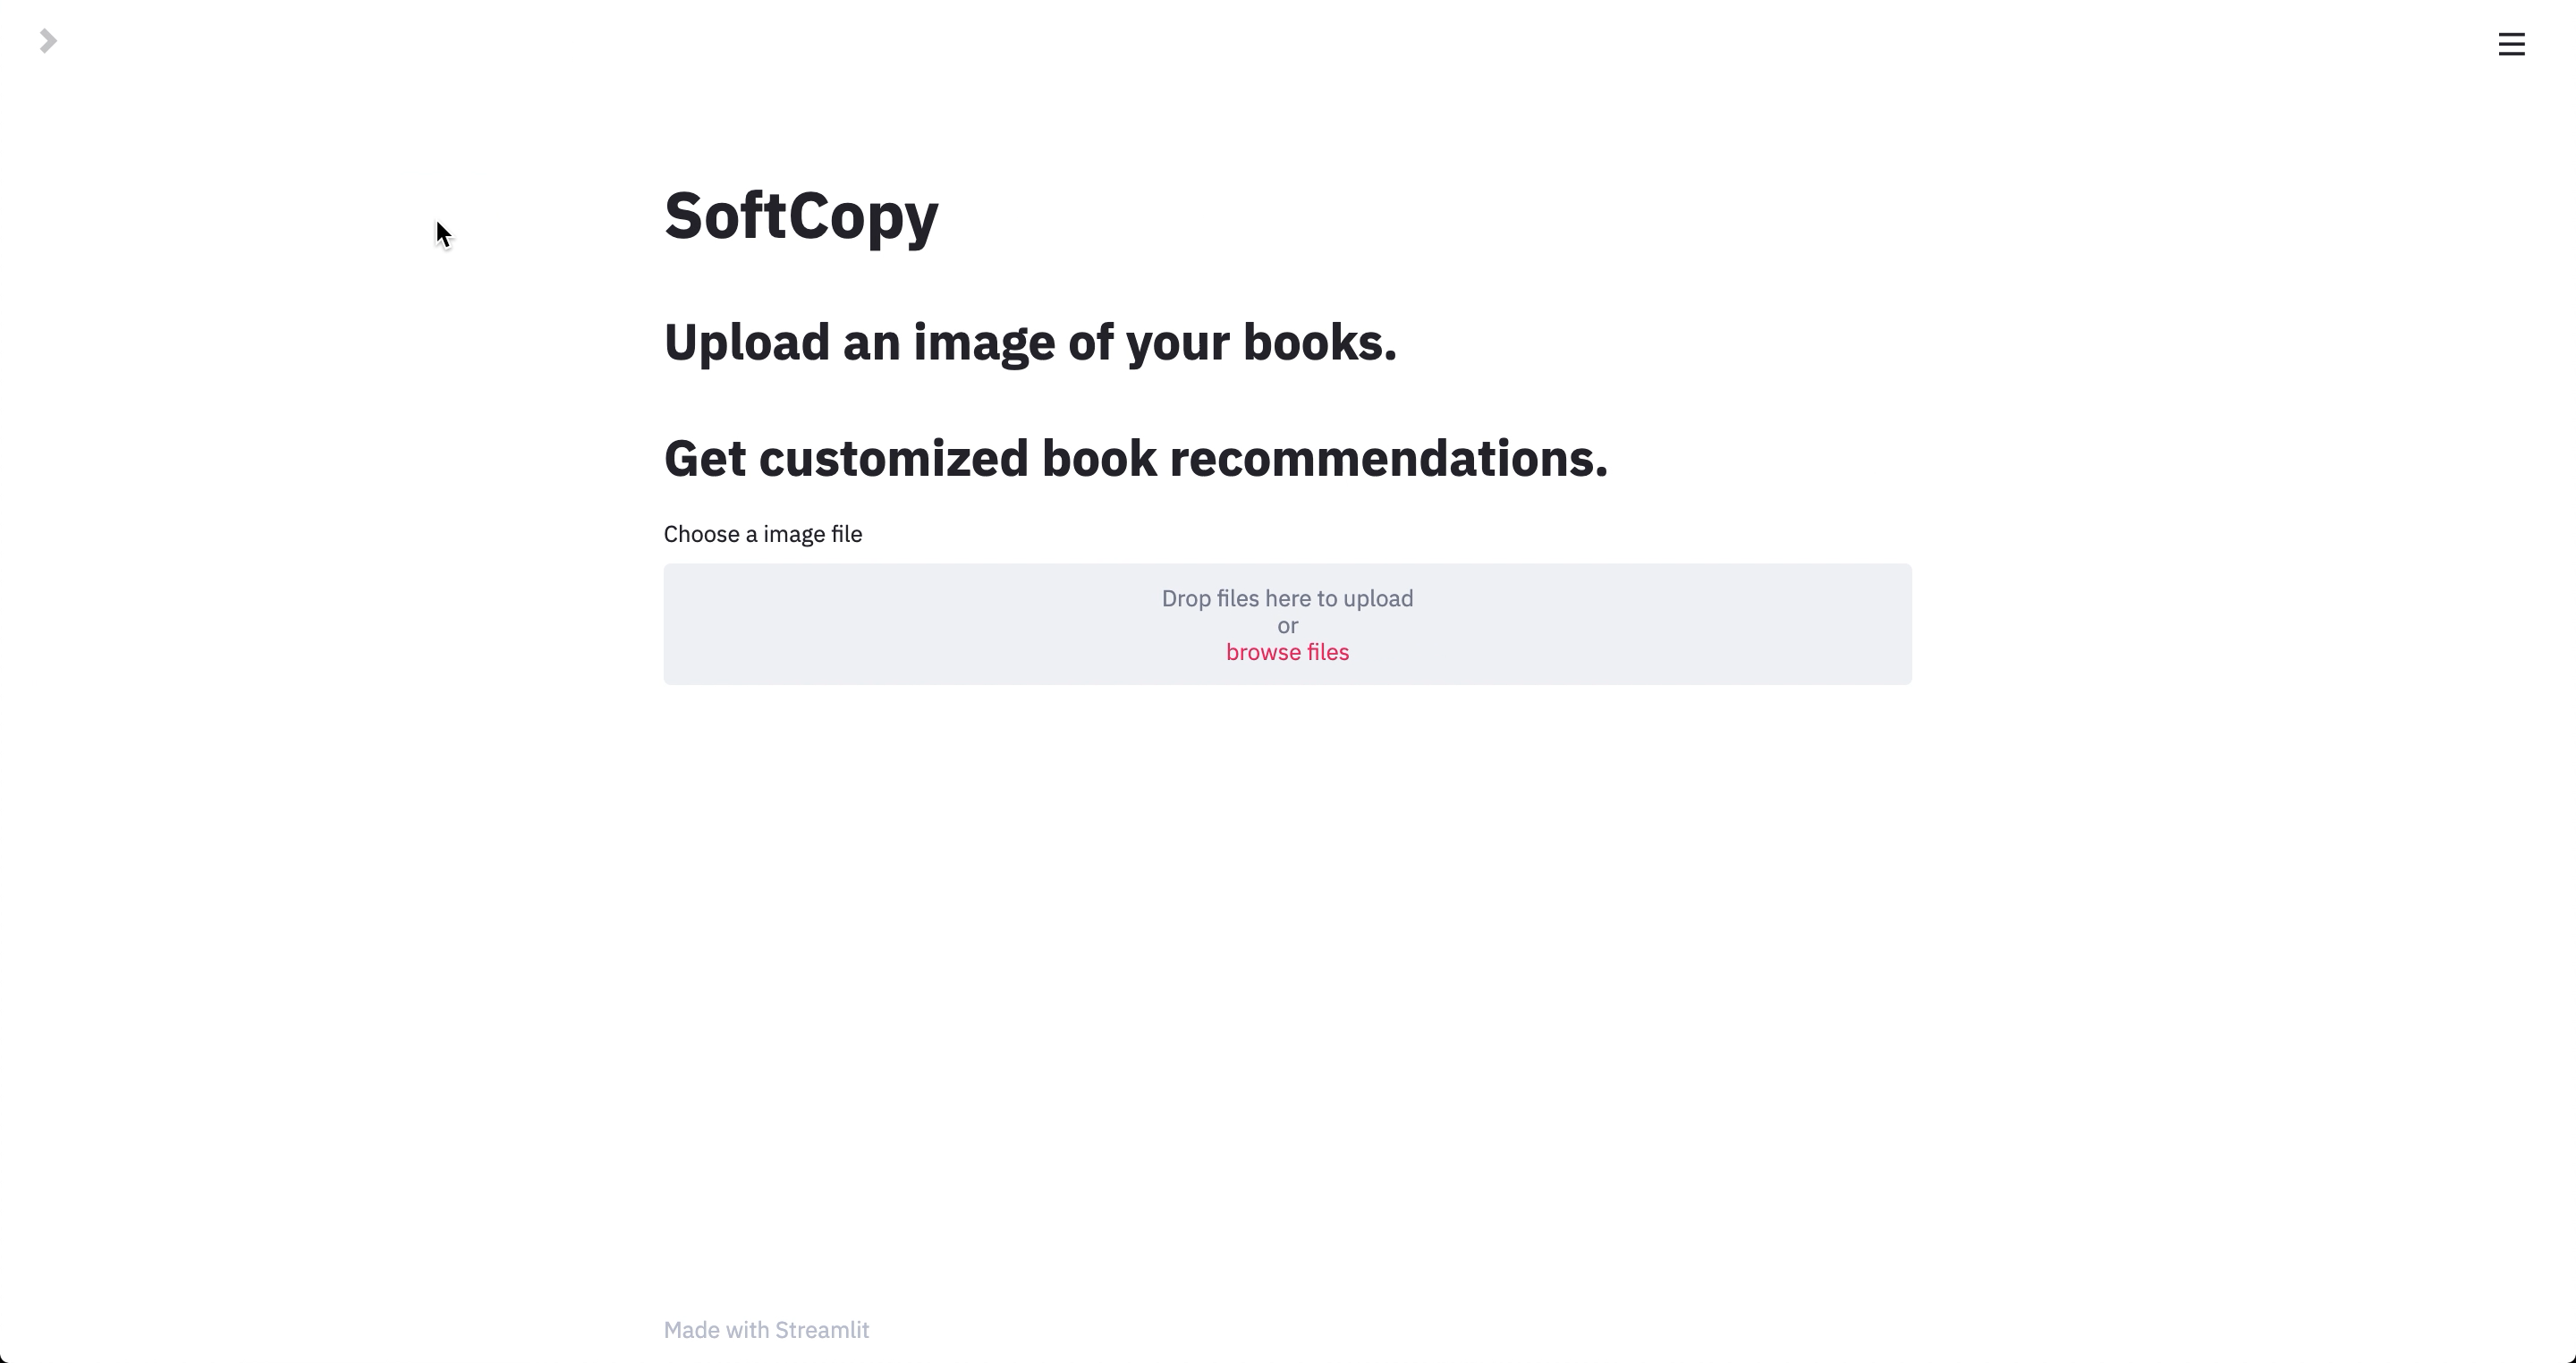 SoftCopy
Upload an image of your books.
Get customized book recommendations.
Choose a image file
Drop files here to upload
or
browse files
Made with Streamlit